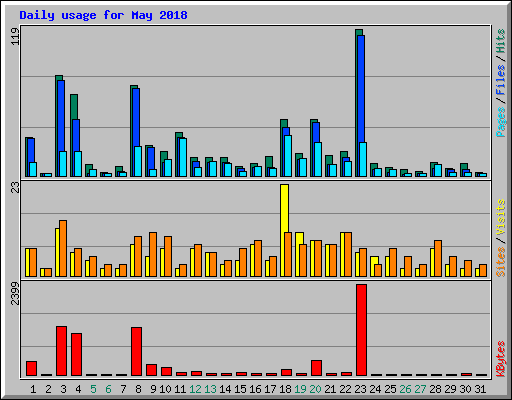 Daily usage for May 2018
119
Pages / Files / Hits
23
Sites / Visits
2399
KBytes
1 2 3 4 5 6 7 8 9 10 11 12 13 14 15 16 17 18 19 20 21 22 23 24 25 26 27 28 29 30 31